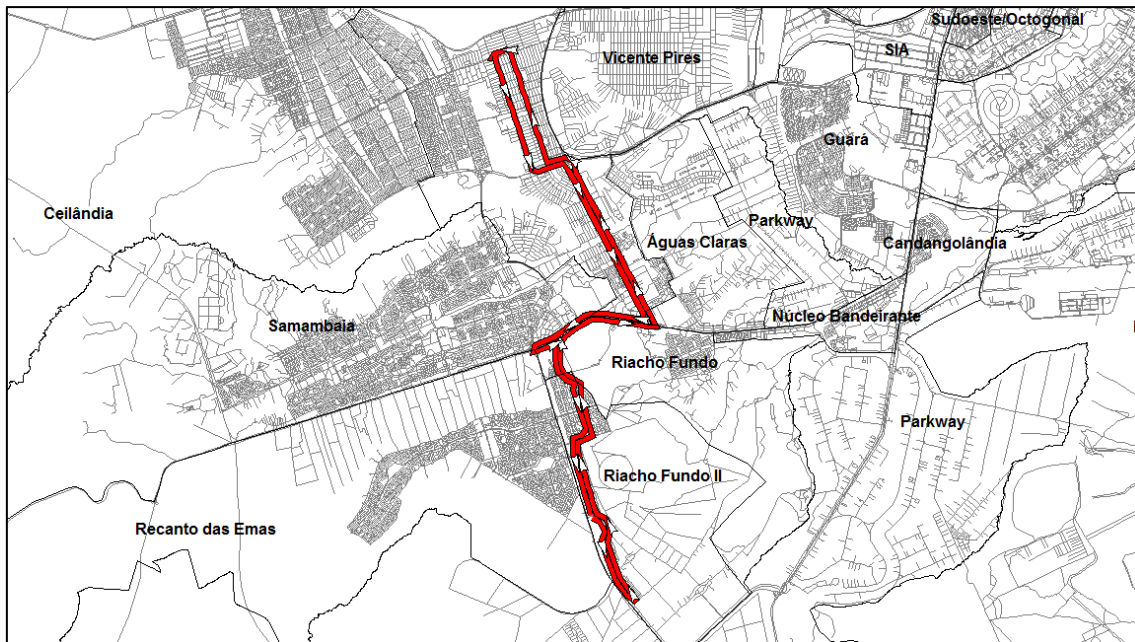 Sudoeste/Octogonal
SIA
Vicente Pires
Guará
Ceilândia
Parkway
Águas Claras
Candangolândia
Samambaia
Núcleo Bandeirante
Riacho Fundo
Parkway
Riacho Fundo II
Recanto das Emas